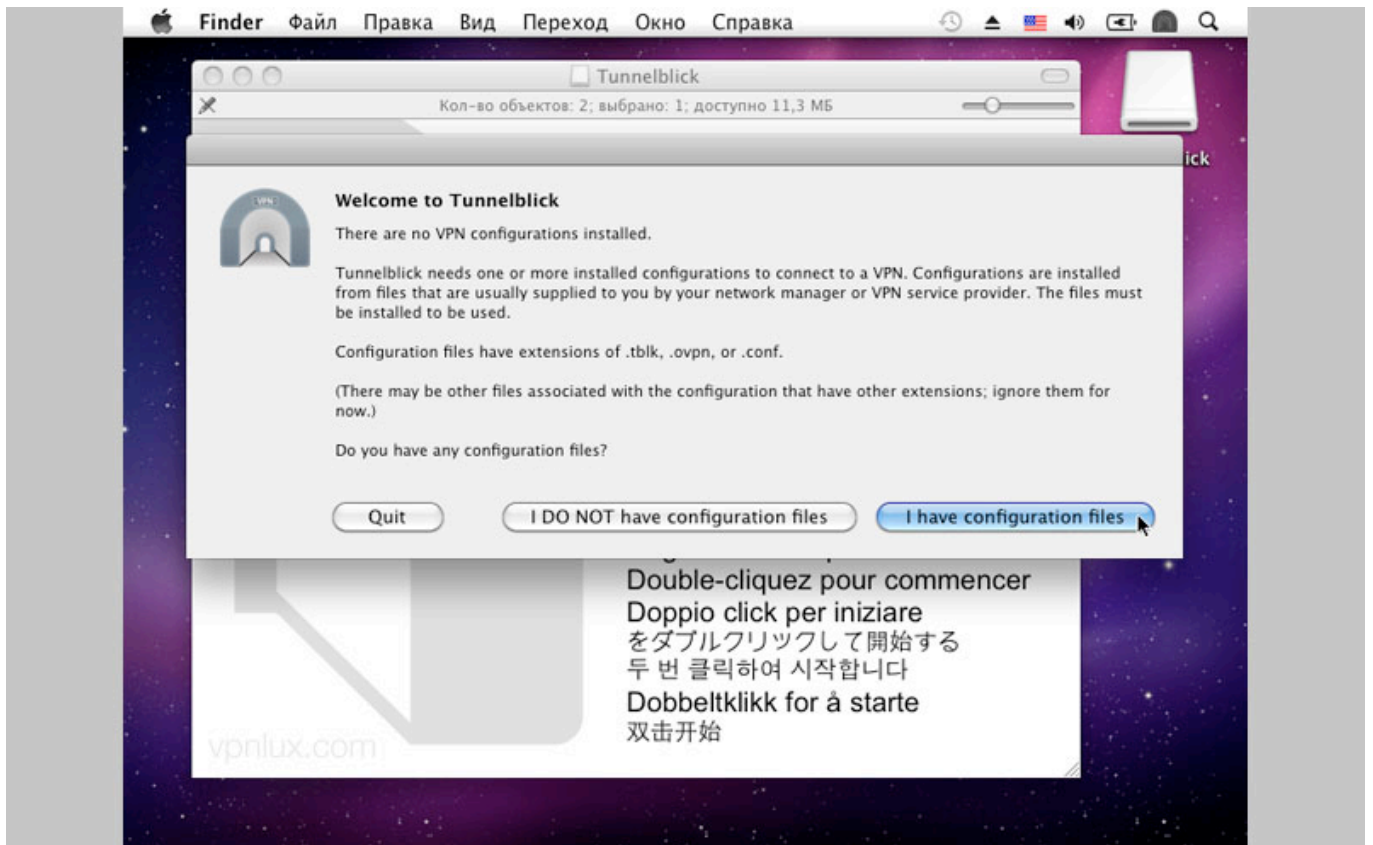 Finder Файл Правка Вид Переход Окно Справка
Tunnelblick
Кол-во объектов: 2; выбрано: 1; доступно 11,3 МБ
ick
VPN
Welcome to Tunnelblick
There are no VPN configurations installed.
Tunnelblick needs one or more installed configurations to connect to a VPN. Configurations are installed
from files that are usually supplied to you by your network manager or VPN service provider. The files must
be installed to be used.
Configuration files have extensions of .tblk, .ovpn, or .conf.
(There may be other files associated with the configuration that have other extensions; ignore them for
now.)
Do you have any configuration files?
Quit
I DO NOT have configuration files
I have configuration files
Double-cliquez pour commencer
Doppio click per iniziare
をダブルクリックして開始する
두 번 클릭하여 시작합니다
Dobbeltklikk for å starte
双击开始
vpnlux.com